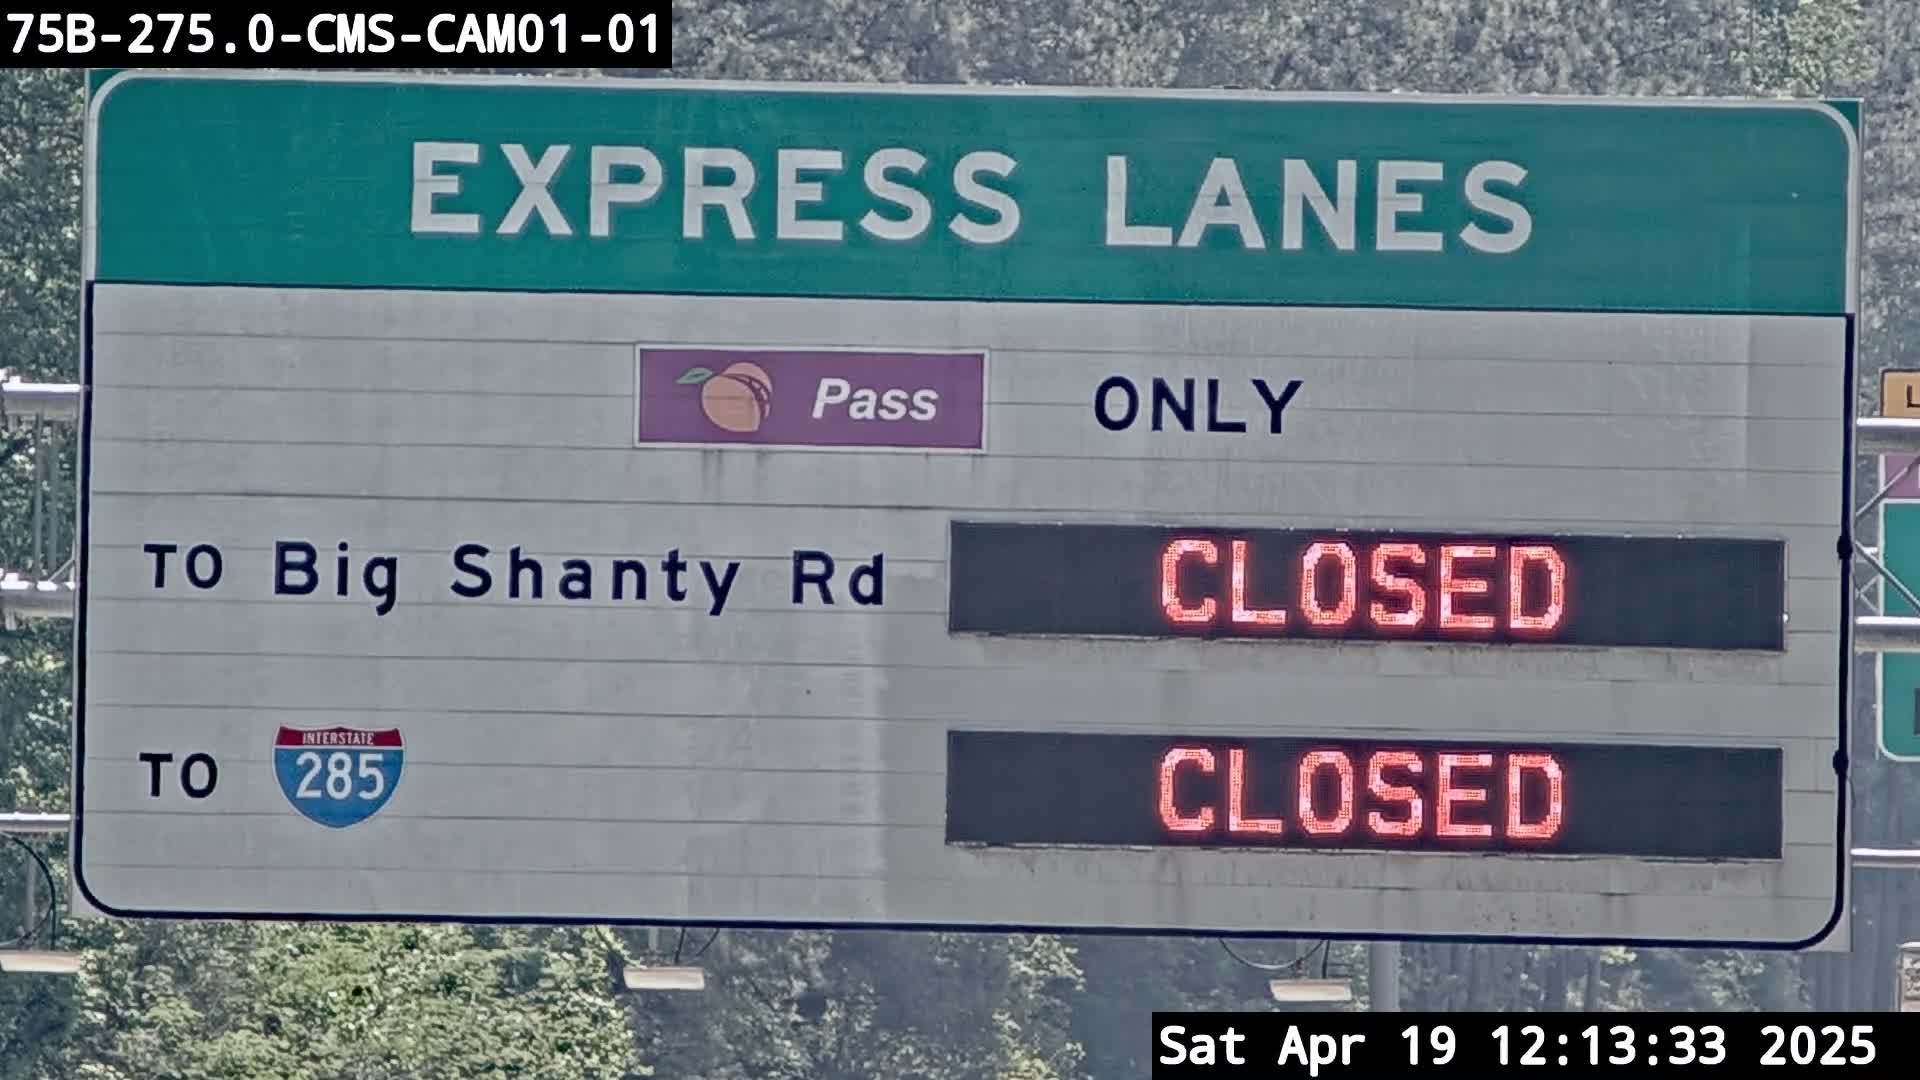 75B-275.0-CMS-CAM01-01
EXPRESS LANES
Pass ONLY
TO Big Shanty Rd CLOSED
TO INTERSTATE 285 CLOSED
Sat Apr 19 12:13:33 2025